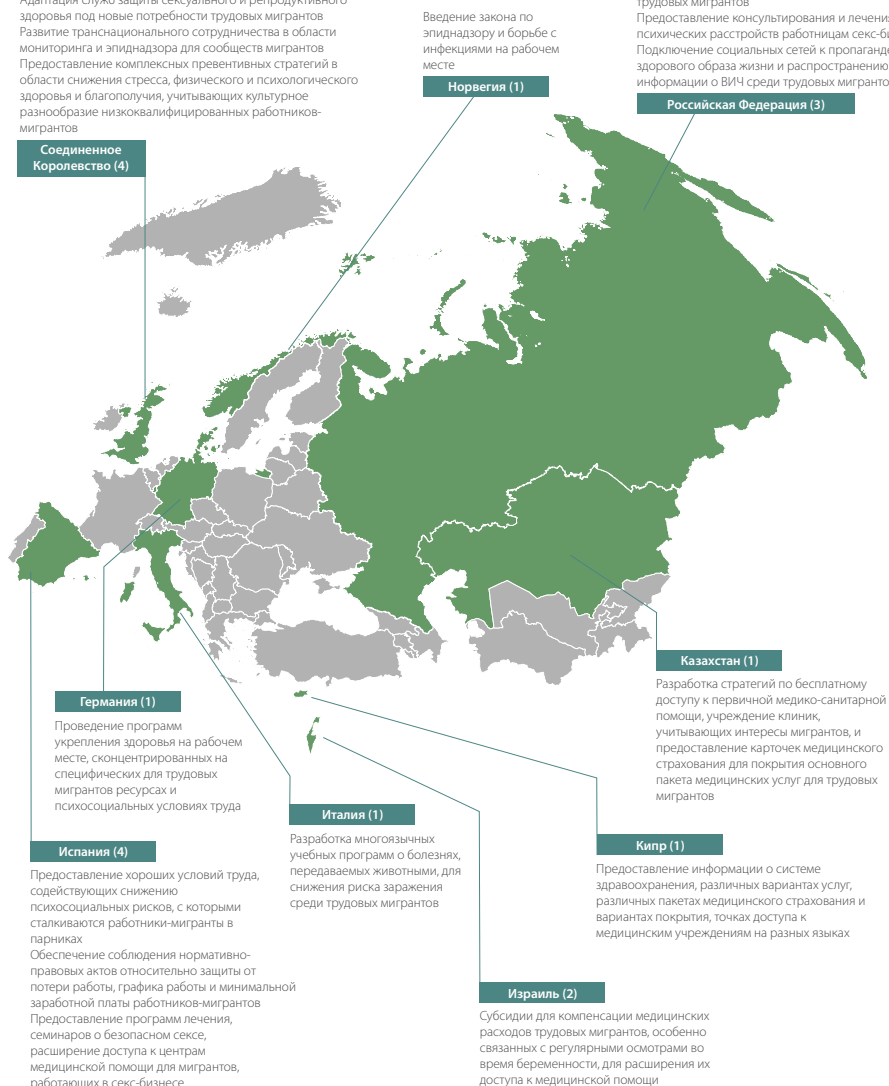 Адаптация служб защиты сексуального и репродуктивного
здоровья под новые потребности трудовых мигрантов
Развитие транснационального сотрудничества в области
мониторинга и эпиднадзора для сообществ мигрантов
Предоставление комплексных превентивных стратегий в
области снижения стресса, физического и психологического
здоровья и благополучия, учитывающих культурное
разнообразие низкоквалифицированных работников-
мигрантов
Соединенное
Королевство (4)
Введение закона по
эпиднадзору и борьбе с
инфекциями на рабочем
месте
Норвегия (1)
трудовых мигрантов
Предоставление консультирования и лечения
психических расстройств работницам секс-би
Подключение социальных сетей к пропаганде
здорового образа жизни и распространению
информации о ВИЧ среди трудовых мигранто
Российская Федерация (3)
Казахстан (1)
Разработка стратегий по бесплатному
доступу к первичной медико-санитарной
помощи, учреждение клиник,
учитывающих интересы мигрантов, и
предоставление карточек медицинского
страхования для покрытия основного
пакета медицинских услуг для трудовых
мигрантов
Германия (1)
Проведение программ
укрепления здоровья на рабочем
месте, сконцентрированных на
специфических для трудовых
мигрантов ресурсах и
психосоциальных условиях труда
Италия (1)
Разработка многоязычных
учебных программ о болезнях,
передаваемых животными, для
снижения риска заражения
среди трудовых мигрантов
Кипр (1)
Предоставление информации о системе
здравоохранения, различных вариантах услуг,
различных пакетах медицинского страхования и
вариантах покрытия, точках доступа к
медицинским учреждениям на разных языках
Испания (4)
Предоставление хороших условий труда,
содействующих снижению
психосоциальных рисков, с которыми
сталкиваются работники-мигранты в
парниках
Обеспечение соблюдения нормативно-
правовых актов относительно защиты от
потери работы, графика работы и минимальной
заработной платы работников-мигрантов
Предоставление программ лечения,
семинаров о безопасном сексе,
расширение доступа к центрам
медицинской помощи для мигрантов,
работающих в секс-бизнесе
Израиль (2)
Субсидии для компенсации медицинских
расходов трудовых мигрантов, особенно
связанных с регулярными осмотрами во
время беременности, для расширения их
доступа к медицинской помощи